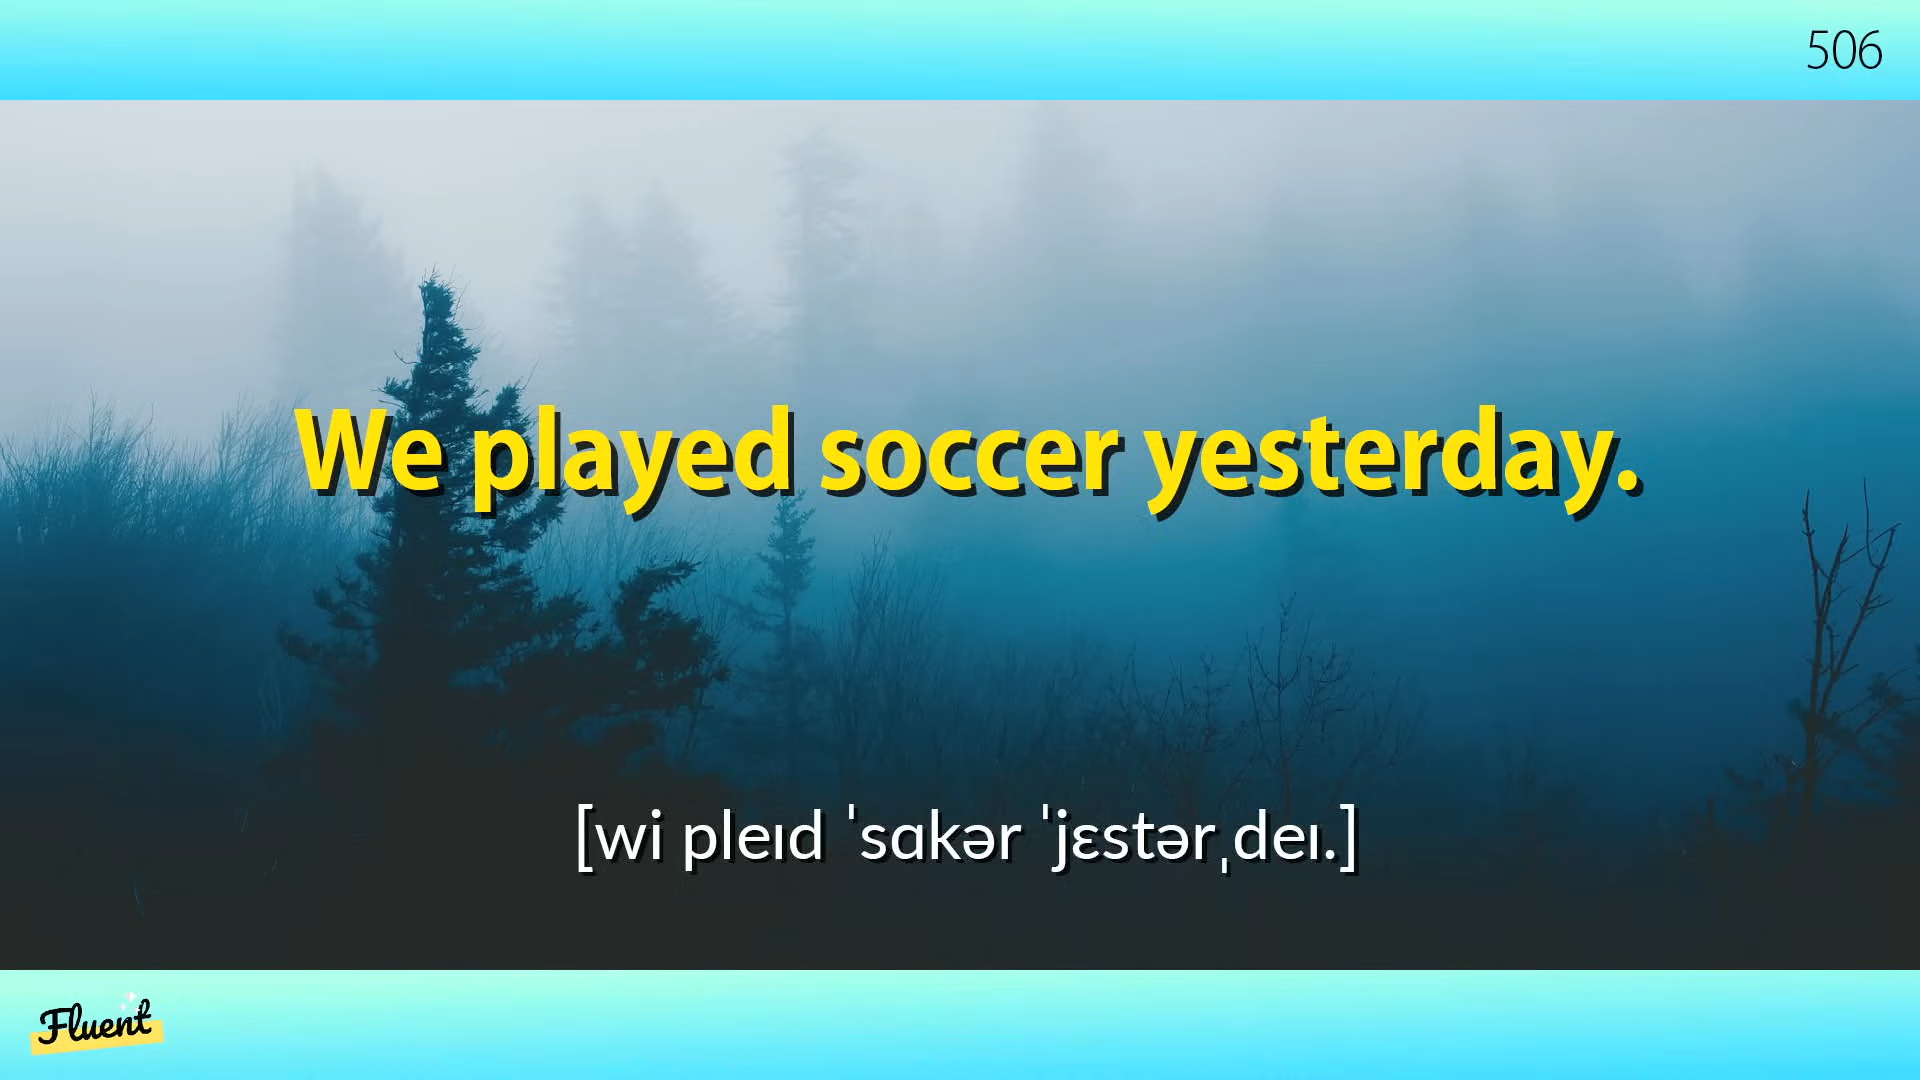 506
We played soccer yesterday.
[wi pleɪd ˈsɑkər ˈjɛstərˌdeɪ.]
Fluent